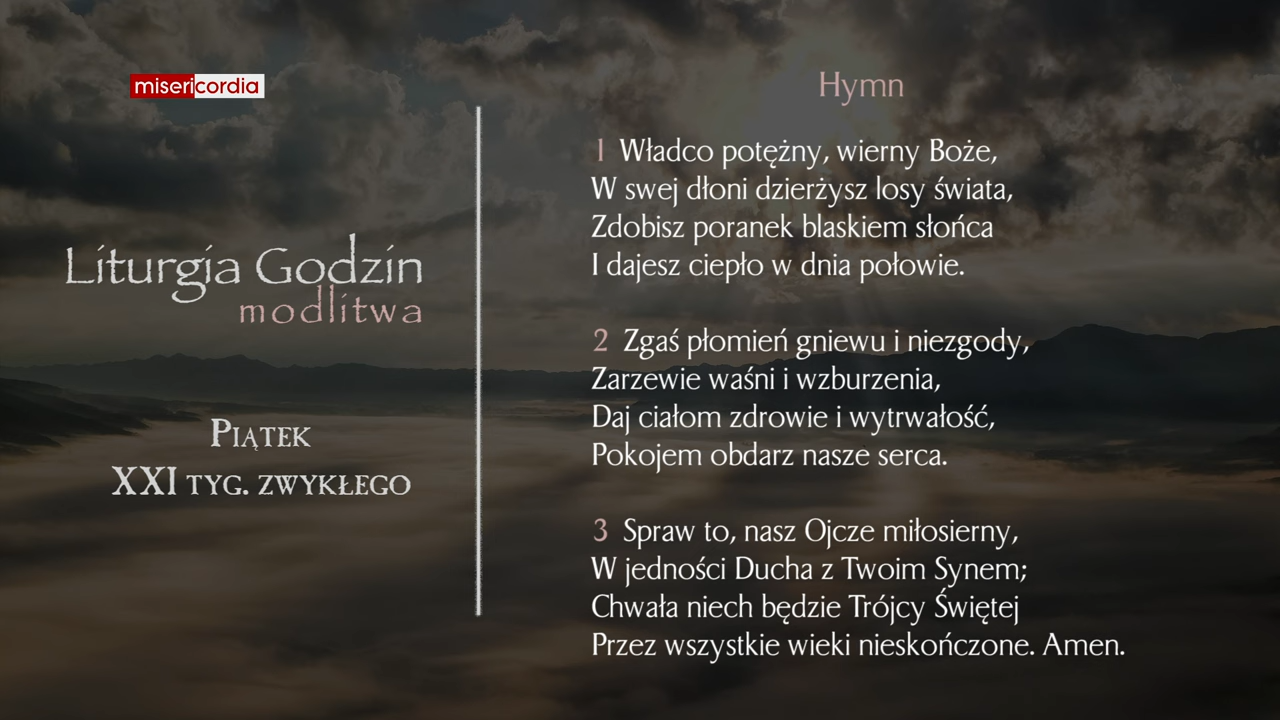 misericordia
Liturgia Godzin
modlitwa
Piątek
XXI tyg. zwykłego
Hymn
1 Władco potężny, wierny Boże,
W swej dłoni dzierżysz losy świata,
Zdobisz poranek blaskiem słońca
I dajesz ciepło w dnia połowie.
2 Zgaś płomień gniewu i niezgody,
Zarzewie waśni i wzburzenia,
Daj ciałom zdrowie i wytrwałość,
Pokojem obdarz nasze serca.
3 Spraw to, nasz Ojcze miłosierny,
W jedności Ducha z Twoim Synem;
Chwała niech będzie Trójcy Świętej
Przez wszystkie wieki nieskończone. Amen.